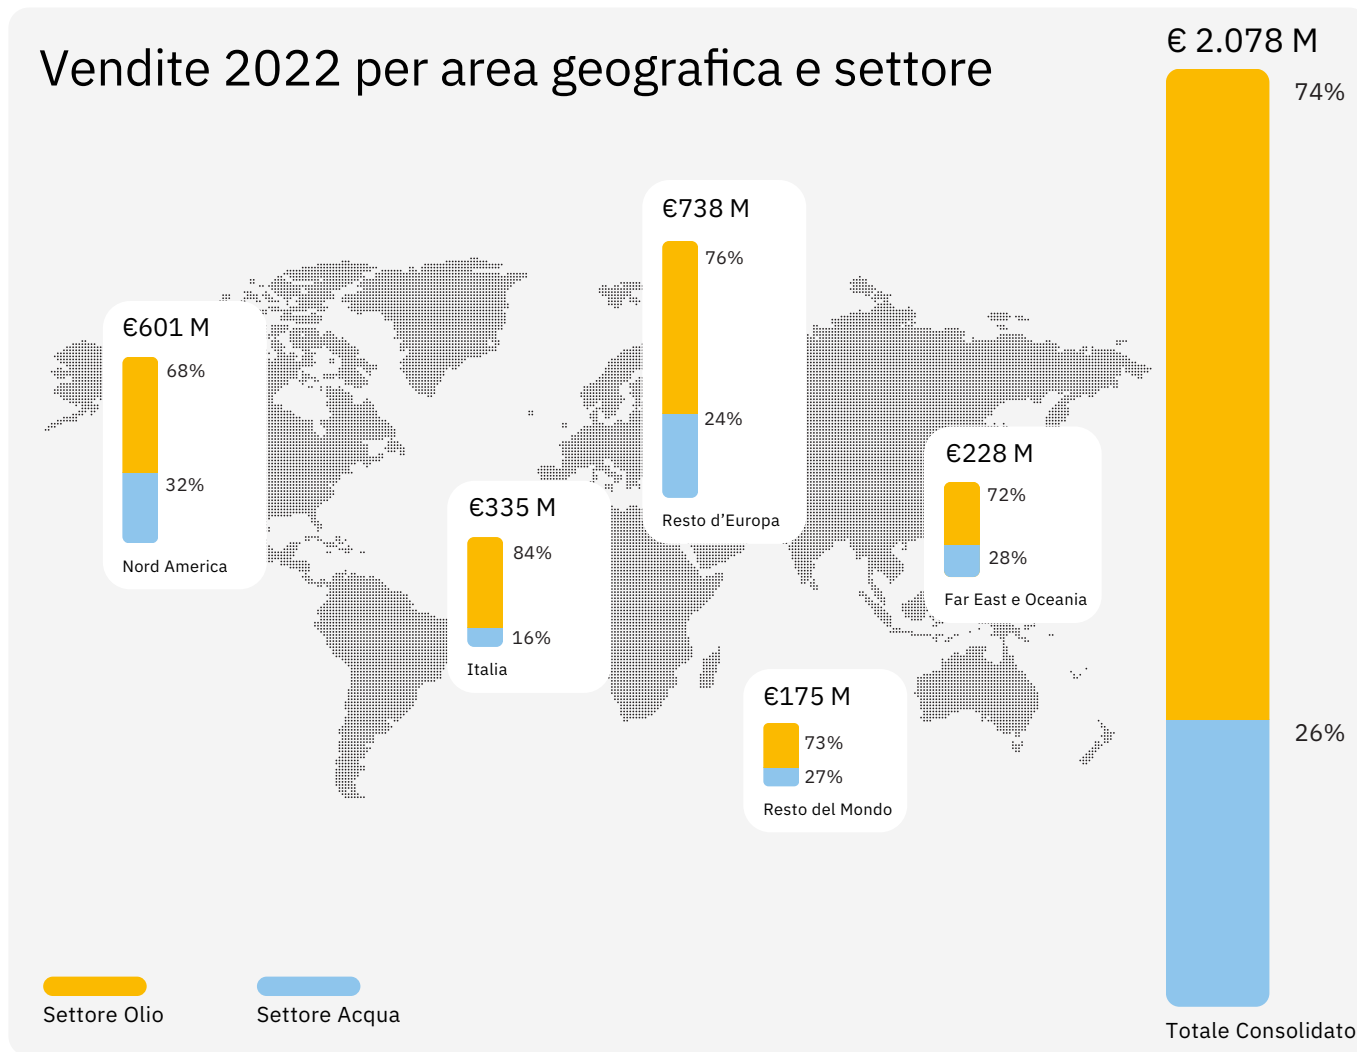 Vendite 2022 per area geografica e settore
€ 2.078 M
74%
26%
Totale Consolidato
€738 M
76%
24%
Resto d’Europa
€601 M
68%
32%
Nord America
€335 M
84%
16%
Italia
€228 M
72%
28%
Far East e Oceania
€175 M
73%
27%
Resto del Mondo
Settore Olio
Settore Acqua